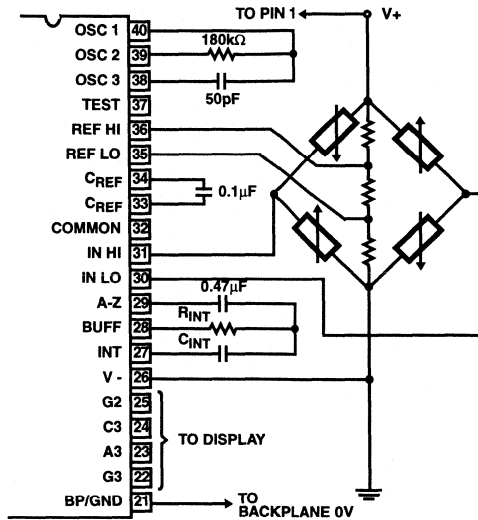 TO PIN 1 V+
OSC 1 40
180kΩ
OSC 2 39
OSC 3 38
50pF
TEST 37
REF HI 36
REF LO 35
CREF 34
0.1µF
CREF 33
COMMON 32
IN HI 31
IN LO 30
0.47µF
A-Z 29
RINT
BUFF 28
CINT
INT 27
V - 26
G2 25
C3 24
TO DISPLAY
A3 23
G3 22
BP/GND 21
TO
BACKPLANE 0V